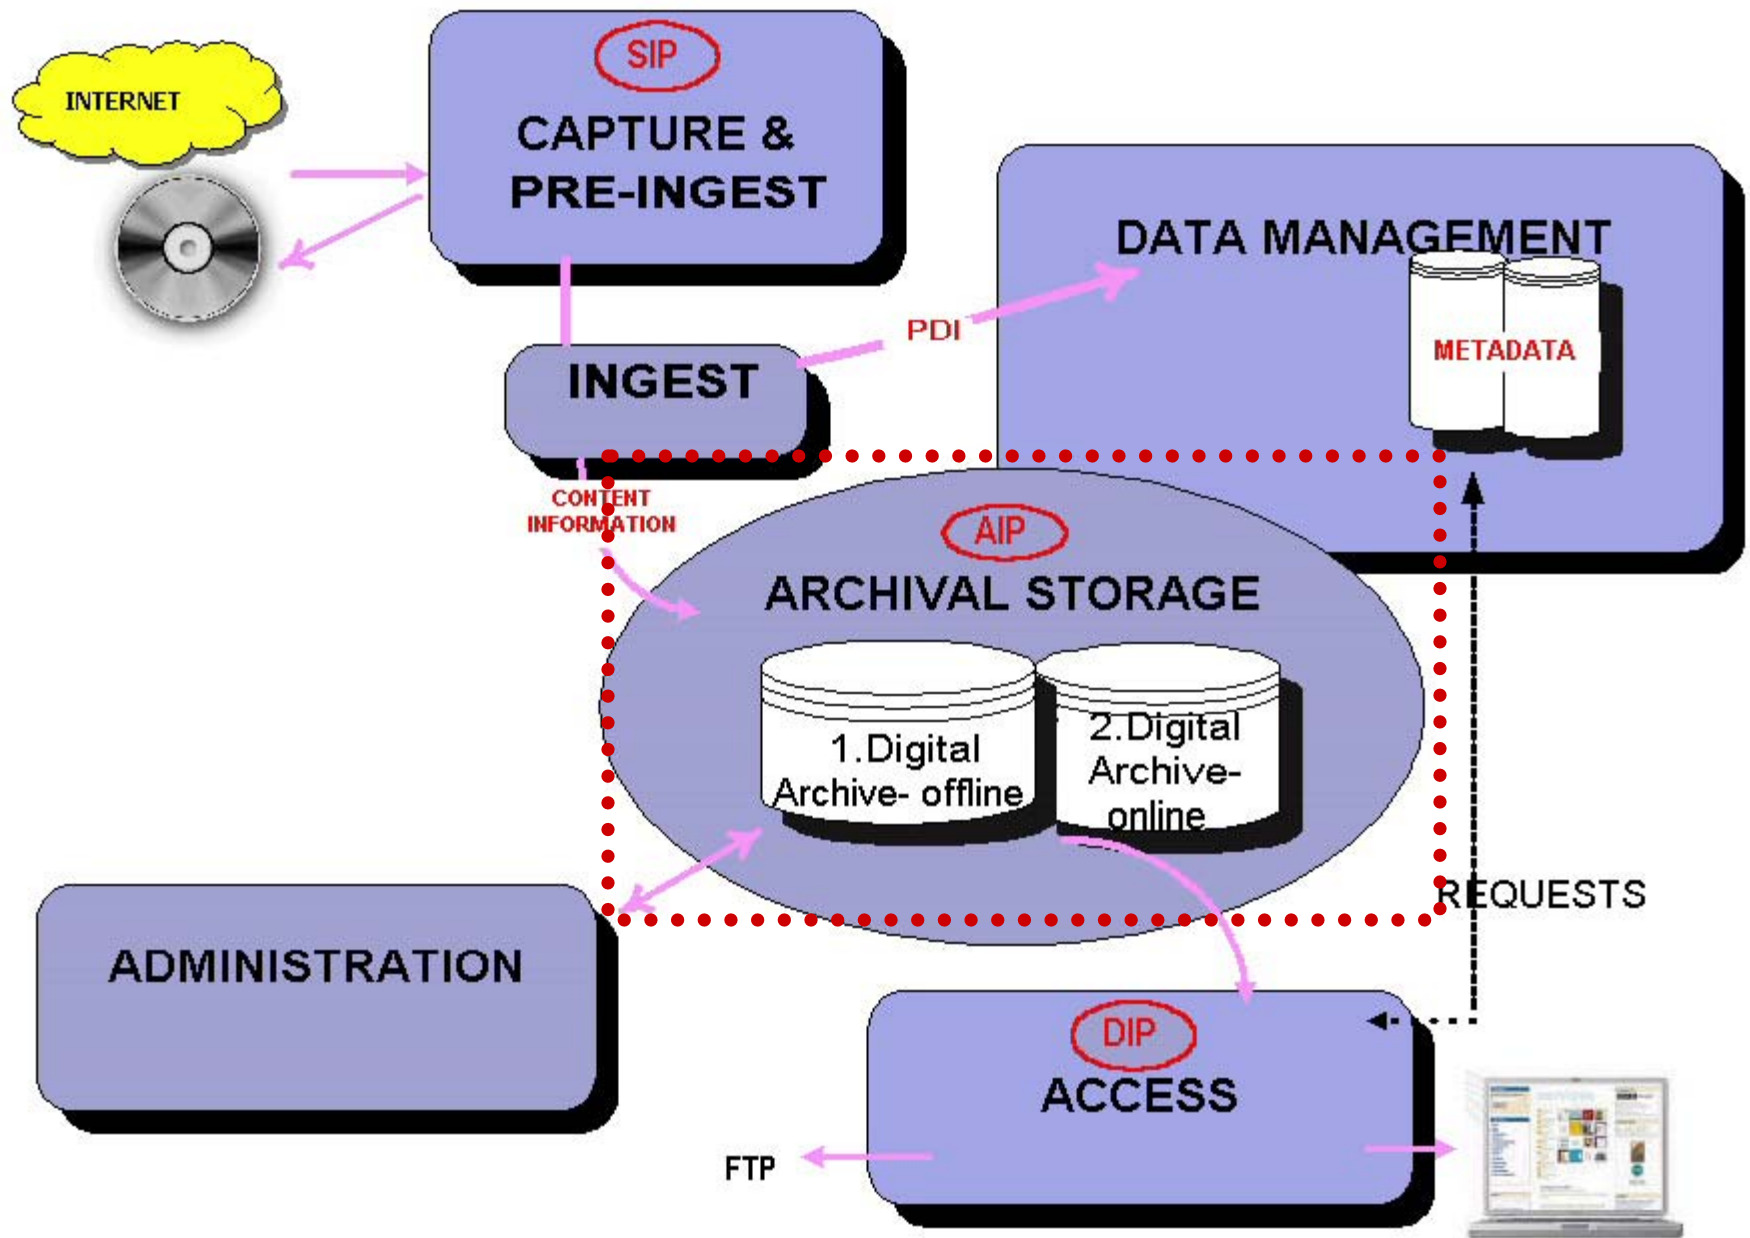 SIP
INTERNET
CAPTURE &
PRE-INGEST
DATA MANAGEMENT
PDI
METADATA
INGEST
CONTENT
INFORMATION
AIP
ARCHIVAL STORAGE
1.Digital
Archive- offline
2.Digital
Archive-
online
REQUESTS
ADMINISTRATION
DIP
ACCESS
FTP